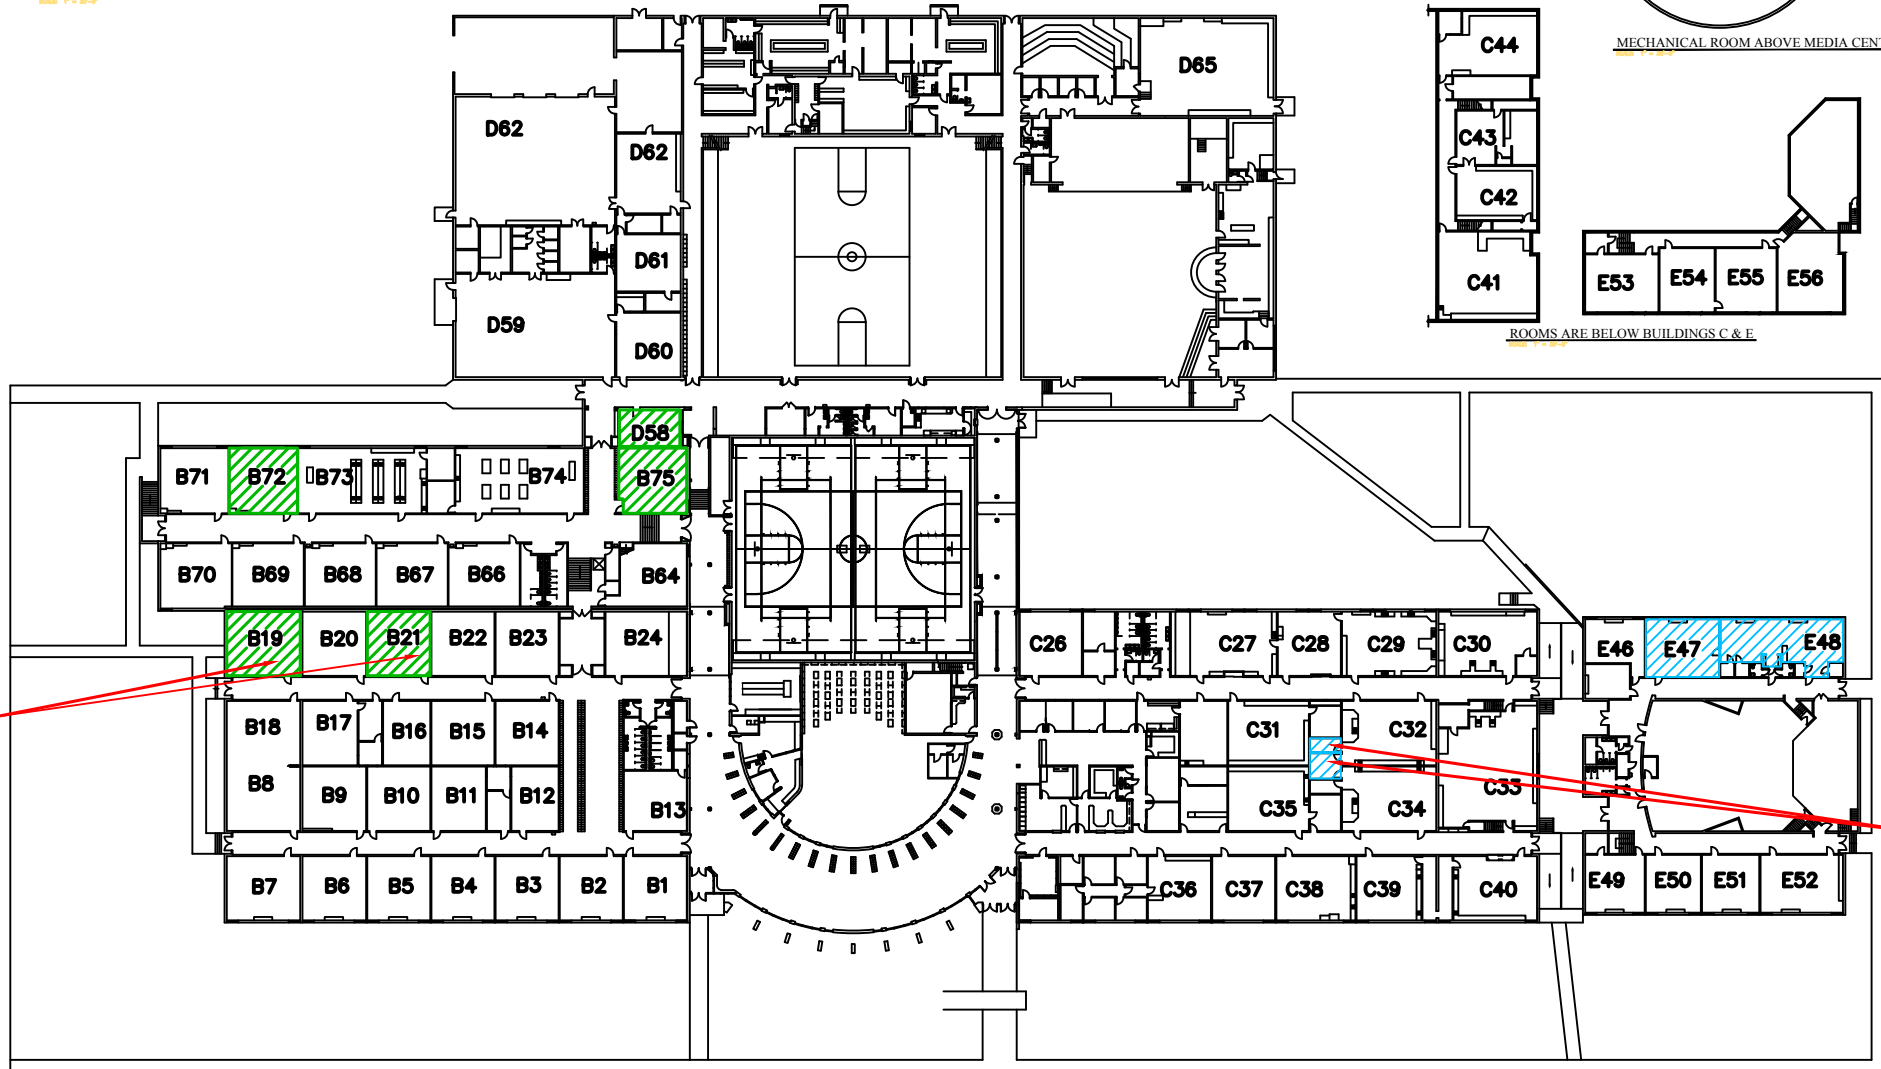 MECHANICAL ROOM ABOVE MEDIA CENT
C44
D65
D62
C43
D62
C42
D61
E53 E54 E55 E56
C41
D59
D60
ROOMS ARE BELOW BUILDINGS C & E
D58
B71 B72 B73 B74 B75
B70 B69 B68 B67 B66 B64
B19 B20 B21 B22 B23 B24
C26 C27 C28 C29 C30
E46 E47 E48
B18 B17 B16 B15 B14
C31 C32
B8 B9 B10 B11 B12 B13
C33
C35 C34
B7 B6 B5 B4 B3 B2 B1
C36 C37 C38 C39 C40
E49 E50 E51 E52